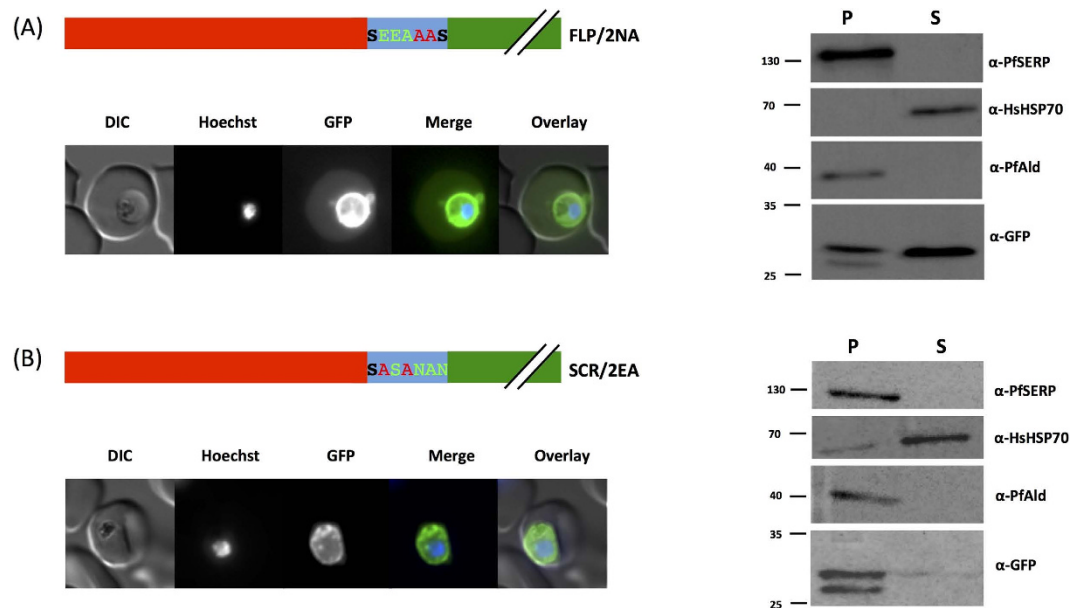 (A)
SEEAAAS FLP/2NA
DIC Hoechst GFP Merge Overlay
P S
130 α-PfSERP
70 α-HsHSP70
40 α-PfAld
35
α-GFP
25
(B)
SASANAN SCR/2EA
DIC Hoechst GFP Merge Overlay
P S
130 α-PfSERP
70 α-HsHSP70
40 α-PfAld
35
α-GFP
25